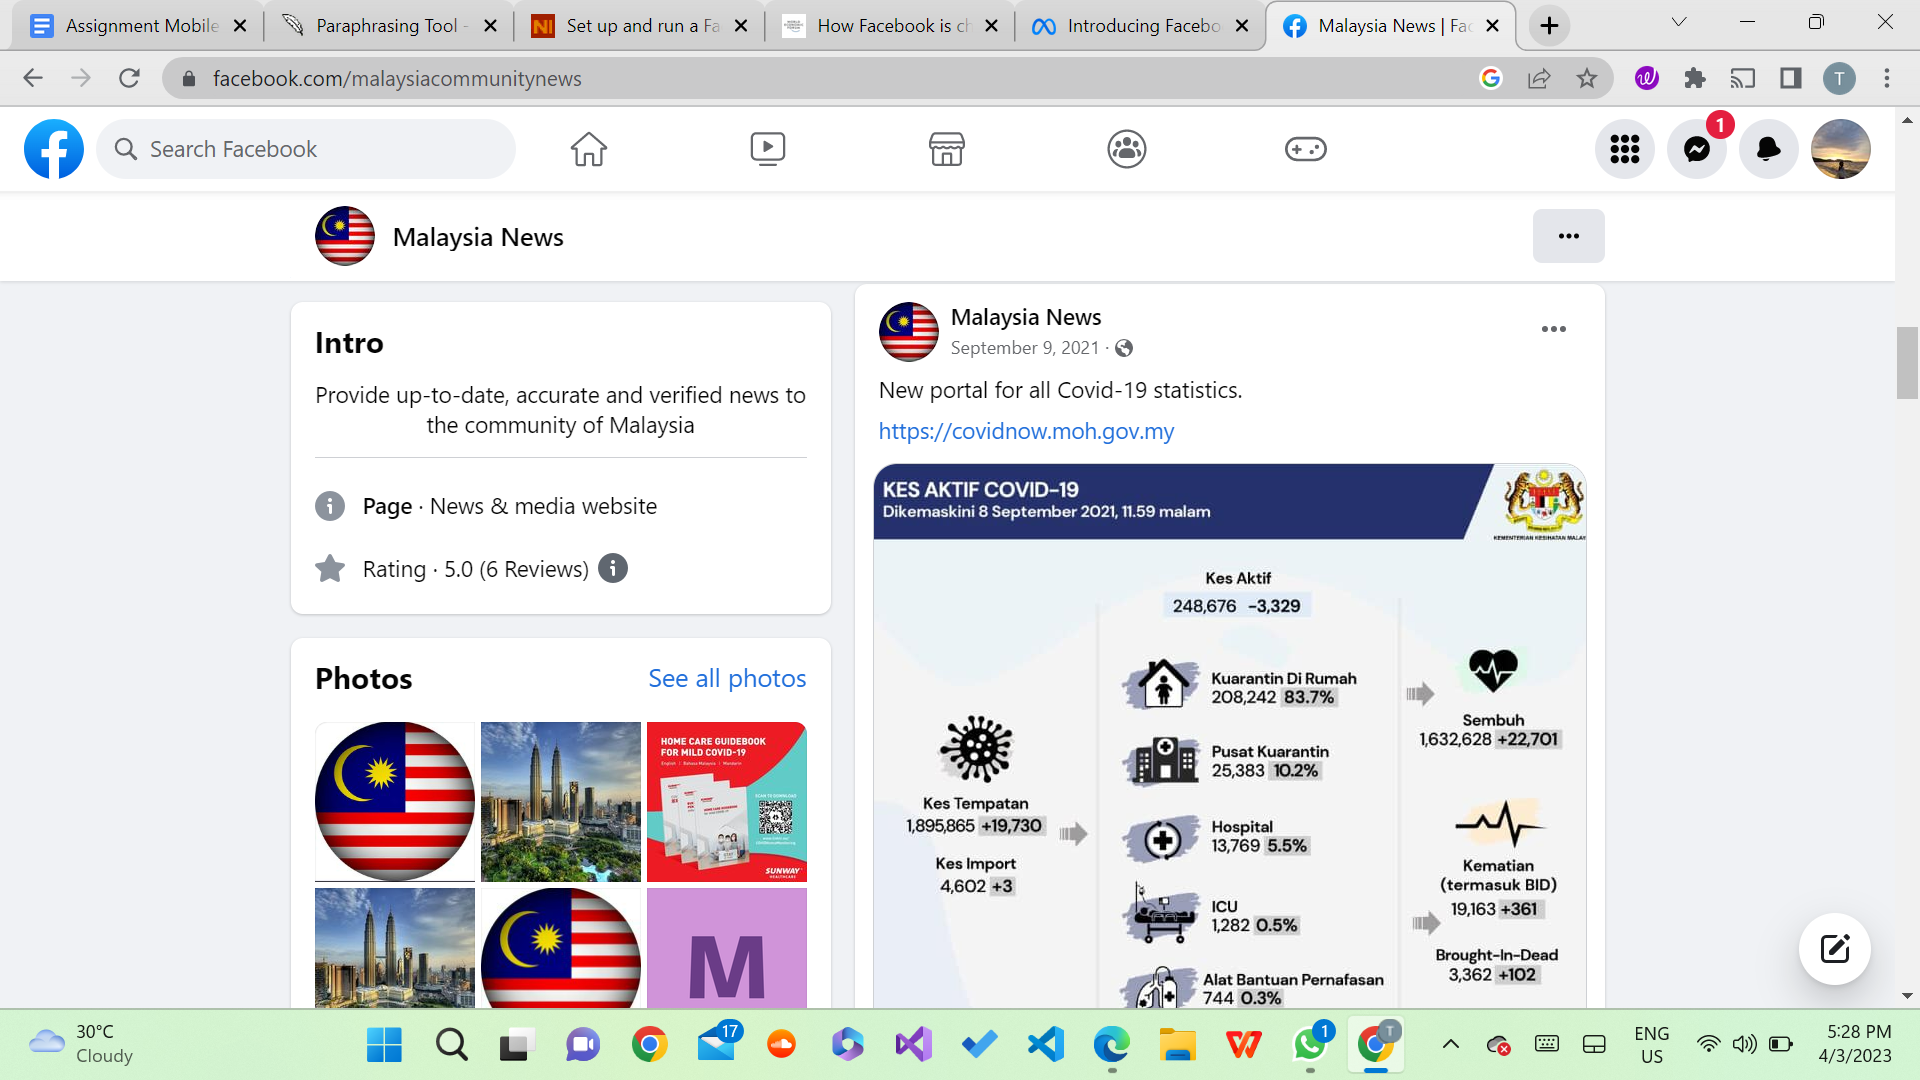 Assignment Mobile
Paraphrasing Tool -
Set up and run a Fa
How Facebook is ch
Introducing Facebo
Malaysia News | Fac
facebook.com/malaysiacommunitynews
T
Search Facebook
1
Malaysia News
Intro
Provide up-to-date, accurate and verified news to
the community of Malaysia
Page · News & media website
Rating · 5.0 (6 Reviews)
Photos
See all photos
HOME CARE GUIDEBOOK
FOR MILD COVID-19
English | Bahasa Malaysia | Mandarin
SCAN TO DOWNLOAD
SUNWAY
HEALTHCARE
M
Malaysia News
September 9, 2021 ·
New portal for all Covid-19 statistics.
https://covidnow.moh.gov.my
KES AKTIF COVID-19
Dikemaskini 8 September 2021, 11.59 malam
KEMENTERIAN KESIHATAN MALAY
Kes Aktif
248,676 -3,329
Kes Tempatan
1,895,865 +19,730
Kes Import
4,602 +3
Kuarantin Di Rumah
208,242 83.7%
Pusat Kuarantin
25,383 10.2%
Hospital
13,769 5.5%
ICU
1,282 0.5%
Alat Bantuan Pernafasan
744 0.3%
Sembuh
1,632,628 +22,701
Kematian
(termasuk BID)
19,163 +361
Brought-In-Dead
3,362 +102
30°C
Cloudy
17
1
T
ENG
US
5:28 PM
4/3/2023